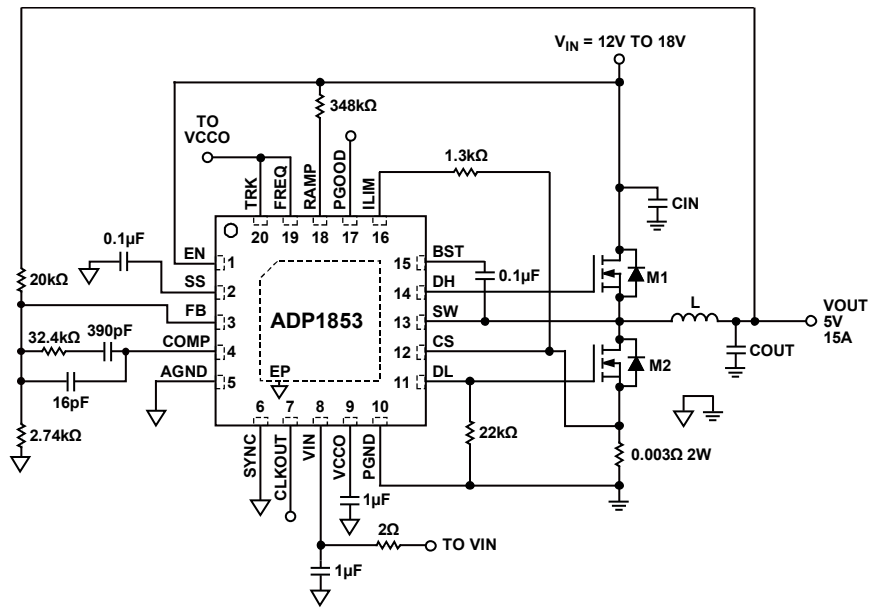 V_IN = 12V TO 18V
348kΩ
TO
VCCO
1.3kΩ
TRK
FREQ
RAMP
PGOOD
ILIM
CIN
0.1µF
20
19
18
17
16
EN
1
15
BST
SS
2
14
DH
0.1µF
M1
20kΩ
FB
3
ADP1853
13
SW
L
VOUT
5V
15A
32.4kΩ
390pF
COMP
4
12
CS
M2
COUT
AGND
5
EP
11
DL
16pF
6
7
8
9
10
2.74kΩ
22kΩ
0.003Ω 2W
SYNC
CLKOUT
VIN
VCCO
PGND
1µF
2Ω
TO VIN
1µF